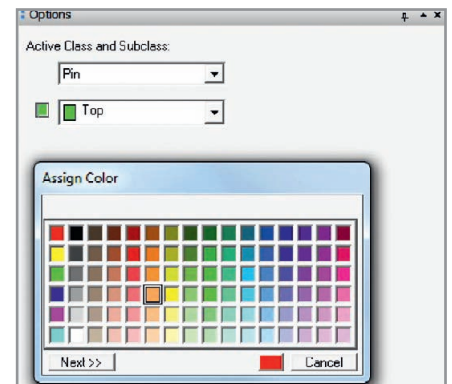 Options
Active Class and Subclass:
Pin
Top
Assign Color
Next >>
Cancel